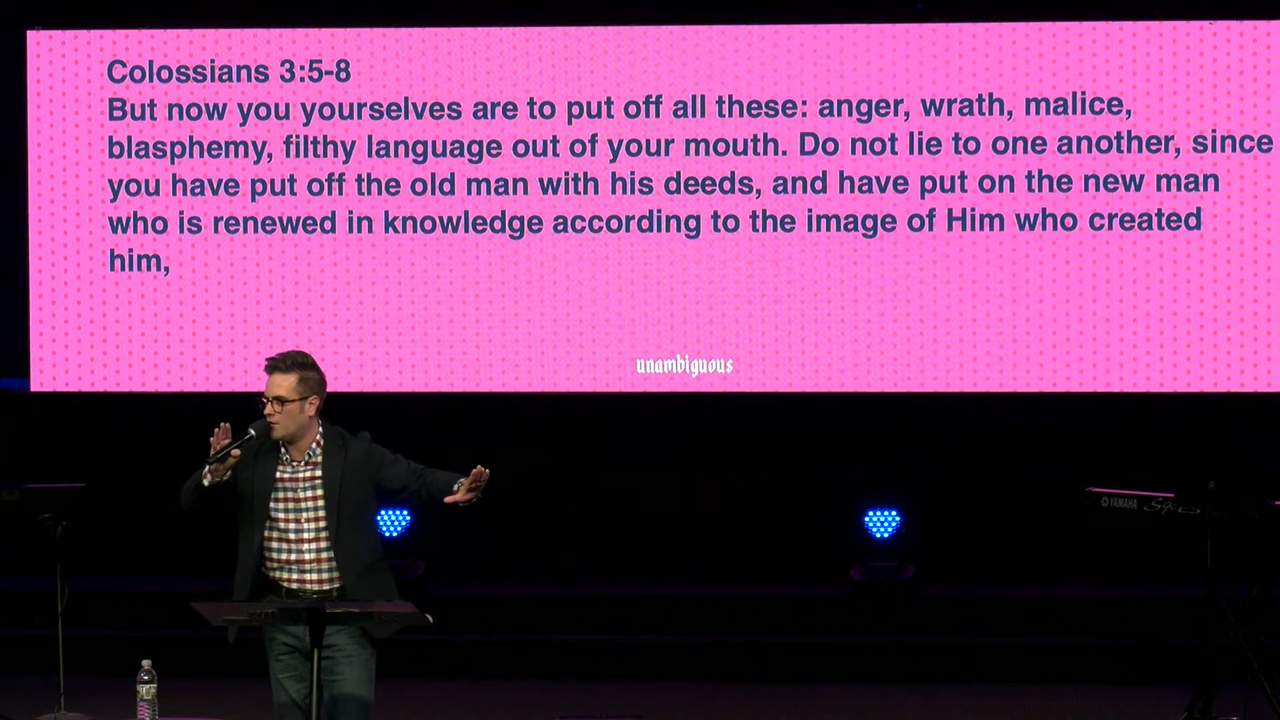 Colossians 3:5-8
But now you yourselves are to put off all these: anger, wrath, malice,
blasphemy, filthy language out of your mouth. Do not lie to one another, since
you have put off the old man with his deeds, and have put on the new man
who is renewed in knowledge according to the image of Him who created
him,
unambiguous
YAMAHA